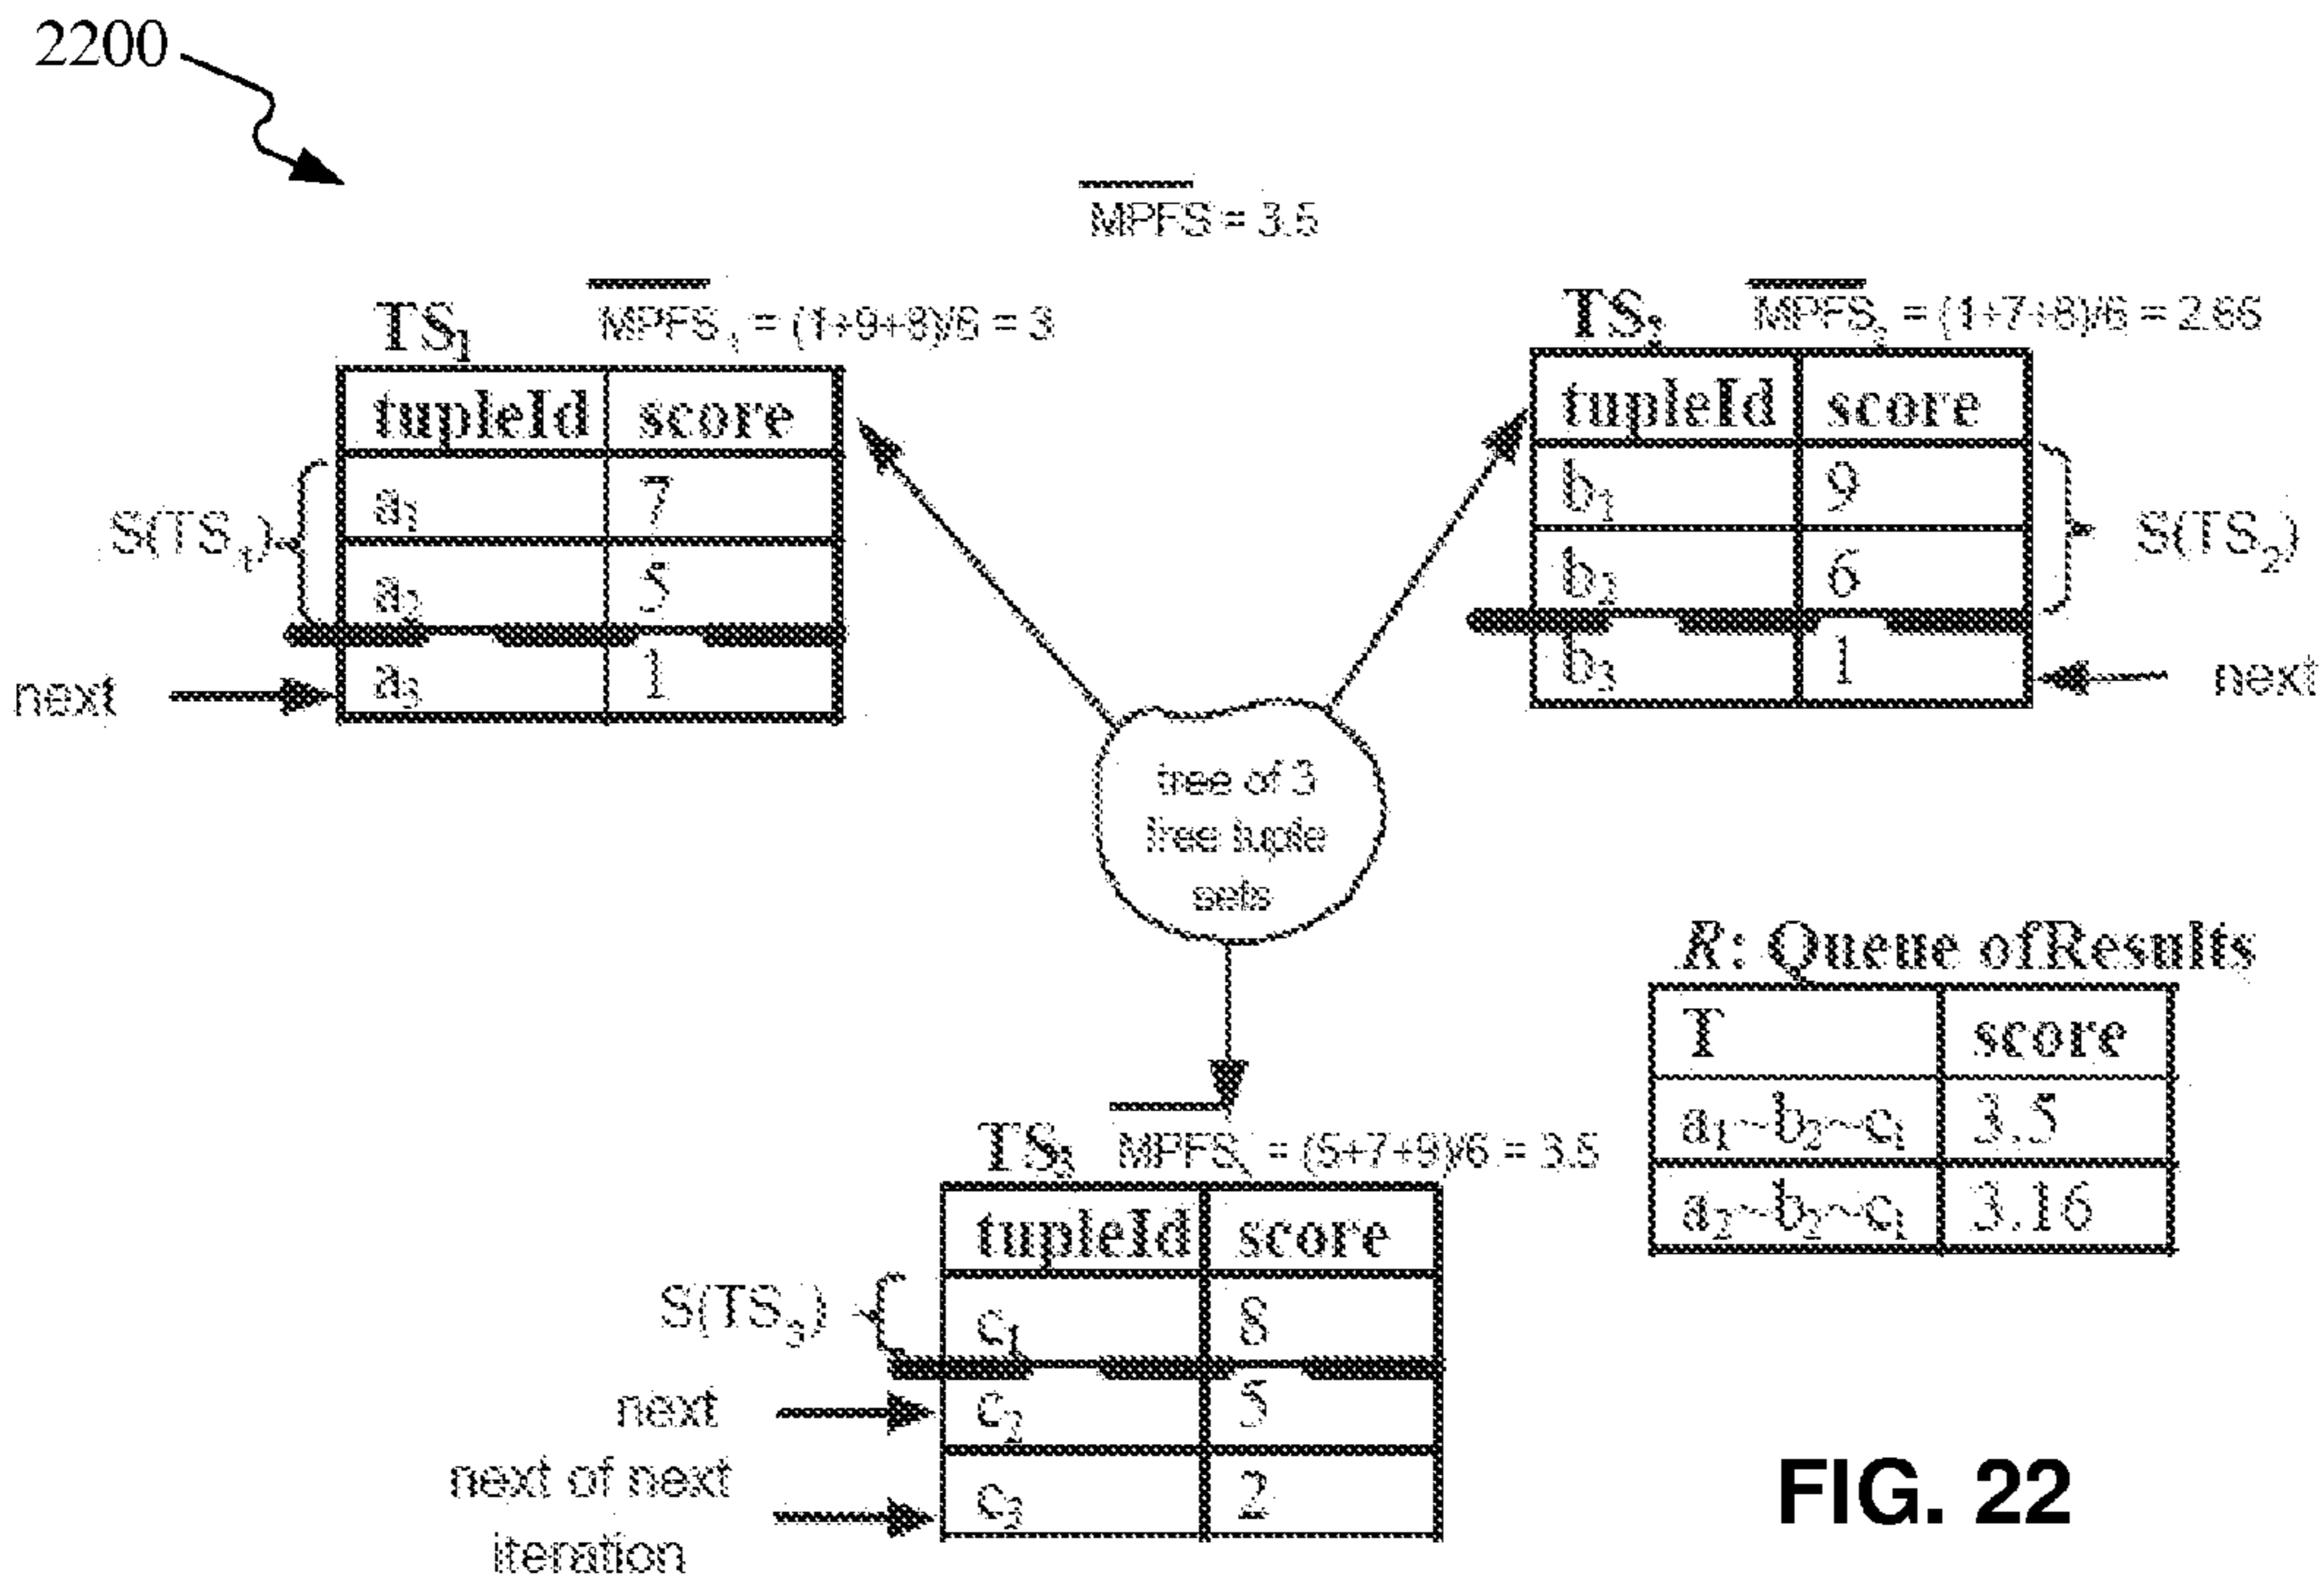 2200
MPFS = 3.5
TS1 MPFS1 = (1+9+8)/6 = 3
tupleId score
a1 7
a2 5
a3 1
S(TS1)
next
TS2 MPFS2 = (1+7+8)/6 = 2.66
tupleId score
b1 9
b2 6
b3 1
S(TS2)
next
tree of 3
free tuple
sets
R: Queue of Results
T score
a1~b2~c1 3.5
a2~b2~c1 3.16
TS3 MPFS = (5+7+9)/6 = 3.5
tupleId score
c1 8
c2 5
c3 2
S(TS3)
next
next of next
iteration
FIG. 22